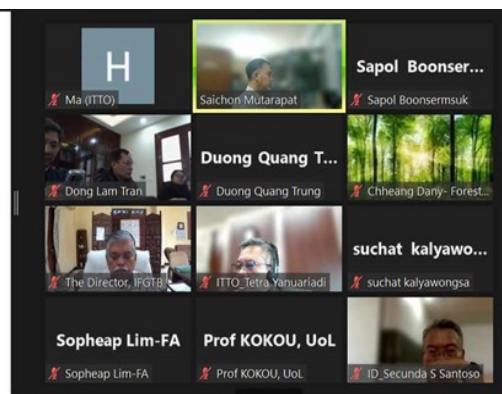 H
Ma (ITTO)
Saichon Mutarapat
Sapol Boonser...
Sapol Boonsermsuk
Dong Lam Tran
Duong Quang T...
Duong Quang Trung
Chheang Dany- Forest...
The Director, IFGTB
ITTO_Tetra Yanuariadi
suchat kalyawo...
suchat kalyawongsa
Sopheap Lim-FA
Sopheap Lim-FA
Prof KOKOU, UoL
Prof KOKOU, UoL
ID_Secunda S Santoso